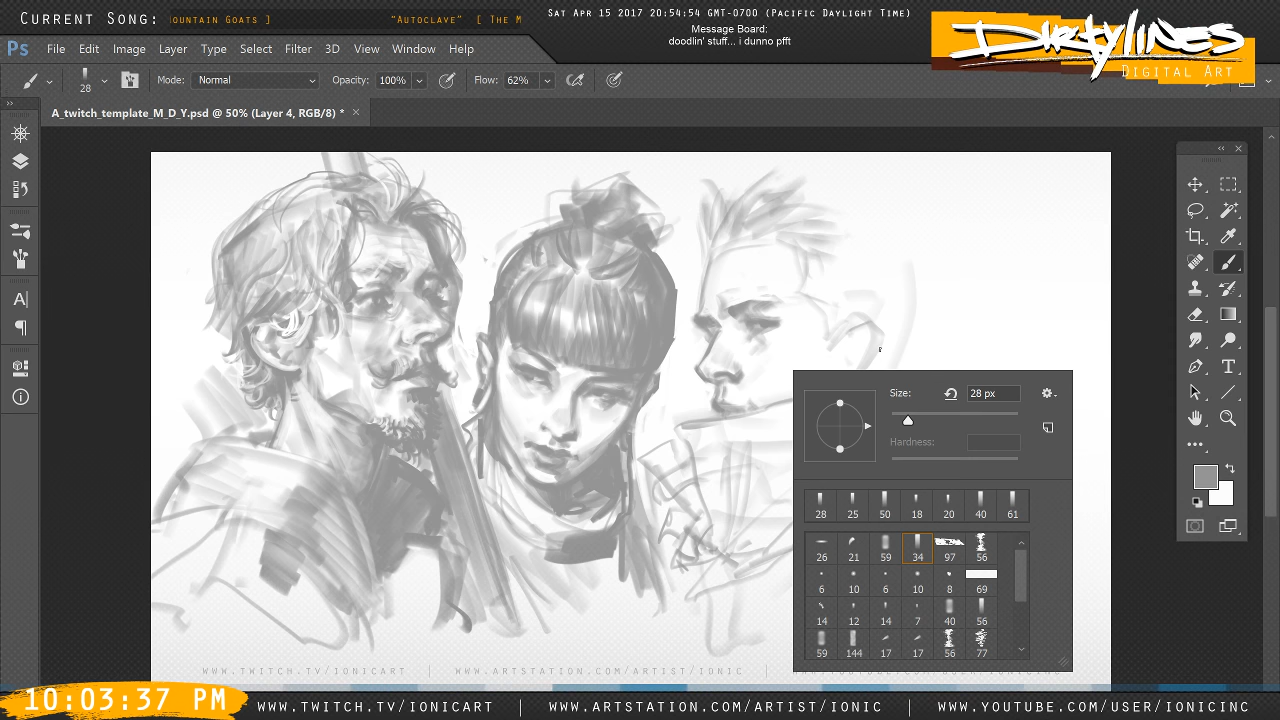 Current Song:
ountain Goats ]
"Autoclave" [ The M
Sat Apr 15 2017 20:54:54 GMT-0700 (Pacific Daylight Time)
Message Board:
doodlin' stuff... i dunno pfft
Dirtylines
Digital Art
Ps File Edit Image Layer Type Select Filter 3D View Window Help
28 Mode: Normal Opacity: 100% Flow: 62%
A_twitch_template_M_D_Y.psd @ 50% (Layer 4, RGB/8) *
Size: 28 px
Hardness:
28 25 50 18 20 40 61
26 21 59 34 97 56
6 10 6 10 8 69
14 12 14 7 40 56
59 144 17 17 56 77
www.twitch.tv/ionicart | www.artstation.com/artist/ionic |
10:03:37 PM
www.twitch.tv/ionicart | www.artstation.com/artist/ionic | www.youtube.com/user/ionicinc